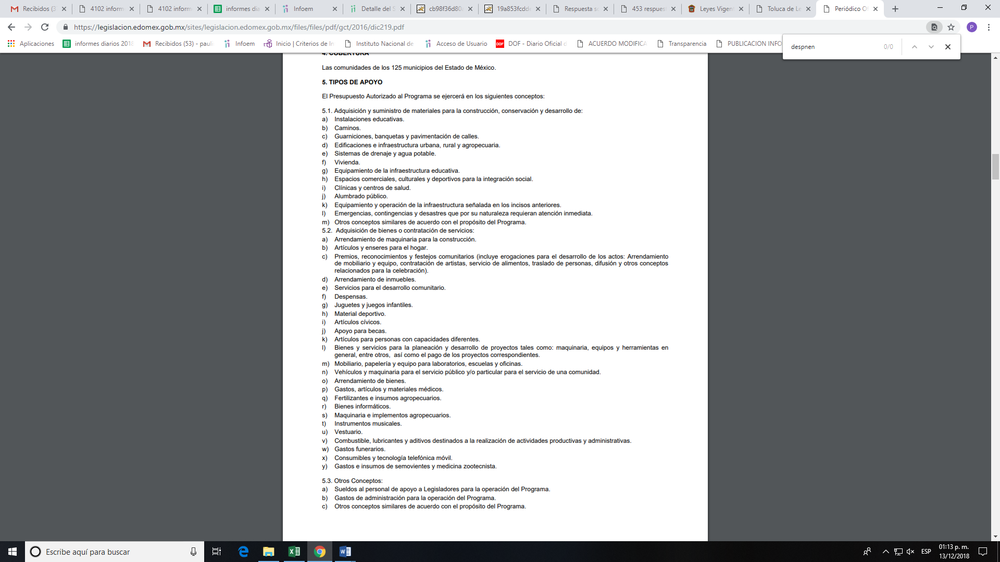 Recibidos (3
4102 inform
4102 inform
informes dia
Infoem
Detalle del S
cb98f36d80a
19a853fcdd
Respuesta s
453 respues
Leyes Vigen
Toluca de Le
Periódico O
https://legislacion.edomex.gob.mx/sites/legislacion.edomex.gob.mx/files/files/pdf/gct/2016/dic219.pdf
P
Aplicaciones
informes diarios 2018
Recibidos (53) - pauli
Infoem
Inicio | Criterios de In
Instituto Nacional de
Acceso de Usuario
DOF - Diario Oficial d
ACUERDO MODIFICA
Transparencia
PUBLICACION INFO
despnen
0/0
4. COBERTURA
Las comunidades de los 125 municipios del Estado de México.
5. TIPOS DE APOYO
El Presupuesto Autorizado al Programa se ejercerá en los siguientes conceptos:
5.1. Adquisición y suministro de materiales para la construcción, conservación y desarrollo de:
a) Instalaciones educativas.
b) Caminos.
c) Guarniciones, banquetas y pavimentación de calles.
d) Edificaciones e infraestructura urbana, rural y agropecuaria.
e) Sistemas de drenaje y agua potable.
f) Vivienda.
g) Equipamiento de la infraestructura educativa.
h) Espacios comerciales, culturales y deportivos para la integración social.
i) Clínicas y centros de salud.
j) Alumbrado público.
k) Equipamiento y operación de la infraestructura señalada en los incisos anteriores.
l) Emergencias, contingencias y desastres que por su naturaleza requieran atención inmediata.
m) Otros conceptos similares de acuerdo con el propósito del Programa.
5.2. Adquisición de bienes o contratación de servicios:
a) Arrendamiento de maquinaria para la construcción.
b) Artículos y enseres para el hogar.
c) Premios, reconocimientos y festejos comunitarios (incluye erogaciones para el desarrollo de los actos: Arrendamiento
de mobiliario y equipo, contratación de artistas, servicio de alimentos, traslado de personas, difusión y otros conceptos
relacionados para la celebración).
d) Arrendamiento de inmuebles.
e) Servicios para el desarrollo comunitario.
f) Despensas.
g) Juguetes y juegos infantiles.
h) Material deportivo.
i) Artículos cívicos.
j) Apoyo para becas.
k) Artículos para personas con capacidades diferentes.
l) Bienes y servicios para la planeación y desarrollo de proyectos tales como: maquinaria, equipos y herramientas en
general, entre otros, así como el pago de los proyectos correspondientes.
m) Mobiliario, papelería y equipo para laboratorios, escuelas y oficinas.
n) Vehículos y maquinaria para el servicio público y/o particular para el servicio de una comunidad.
o) Arrendamiento de bienes.
p) Gastos, artículos y materiales médicos.
q) Fertilizantes e insumos agropecuarios.
r) Bienes informáticos.
s) Maquinaria e implementos agropecuarios.
t) Instrumentos musicales.
u) Vestuario.
v) Combustible, lubricantes y aditivos destinados a la realización de actividades productivas y administrativas.
w) Gastos funerarios.
x) Consumibles y tecnología telefónica móvil.
y) Gastos e insumos de semovientes y medicina zootecnista.
5.3. Otros Conceptos:
a) Sueldos al personal de apoyo a Legisladores para la operación del Programa.
b) Gastos de administración para la operación del Programa.
c) Otros conceptos similares de acuerdo con el propósito del Programa.
Escribe aquí para buscar
ESP
01:13 p. m.
13/12/2018